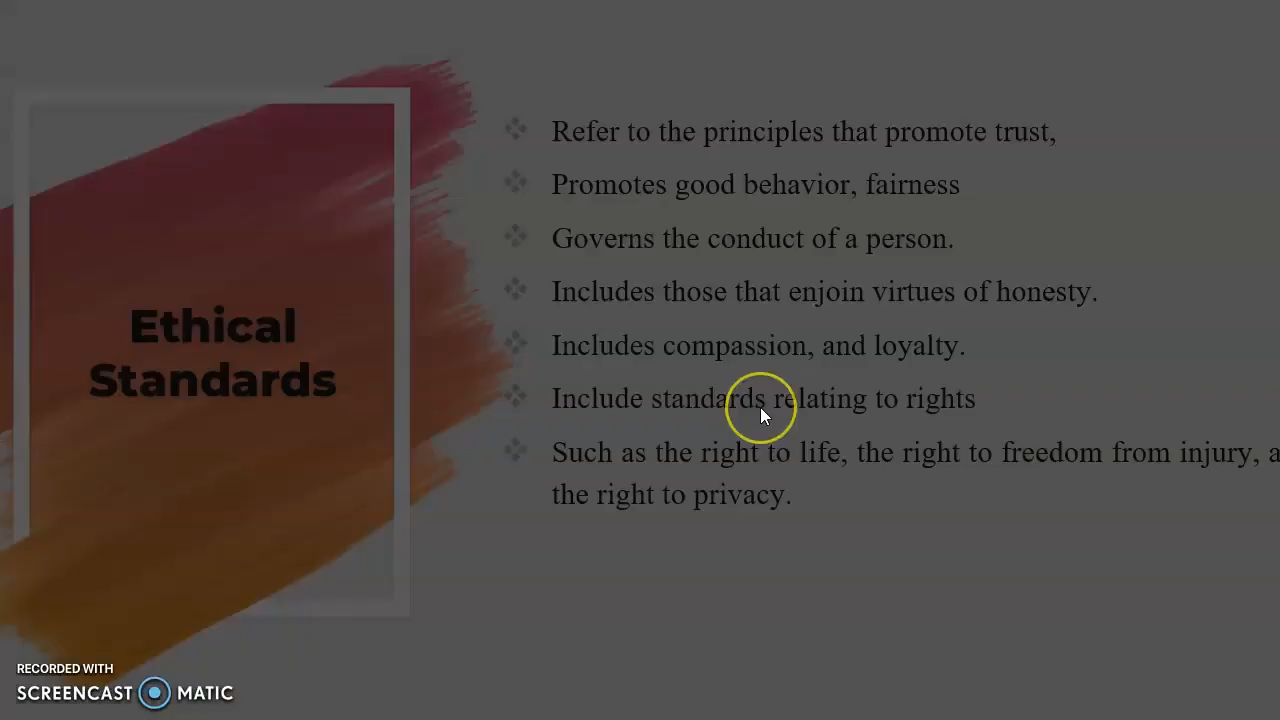 Ethical
Standards
Refer to the principles that promote trust,
Promotes good behavior, fairness
Governs the conduct of a person.
Includes those that enjoin virtues of honesty.
Includes compassion, and loyalty.
Include standards relating to rights
Such as the right to life, the right to freedom from injury,
the right to privacy.
RECORDED WITH
SCREENCAST MATIC